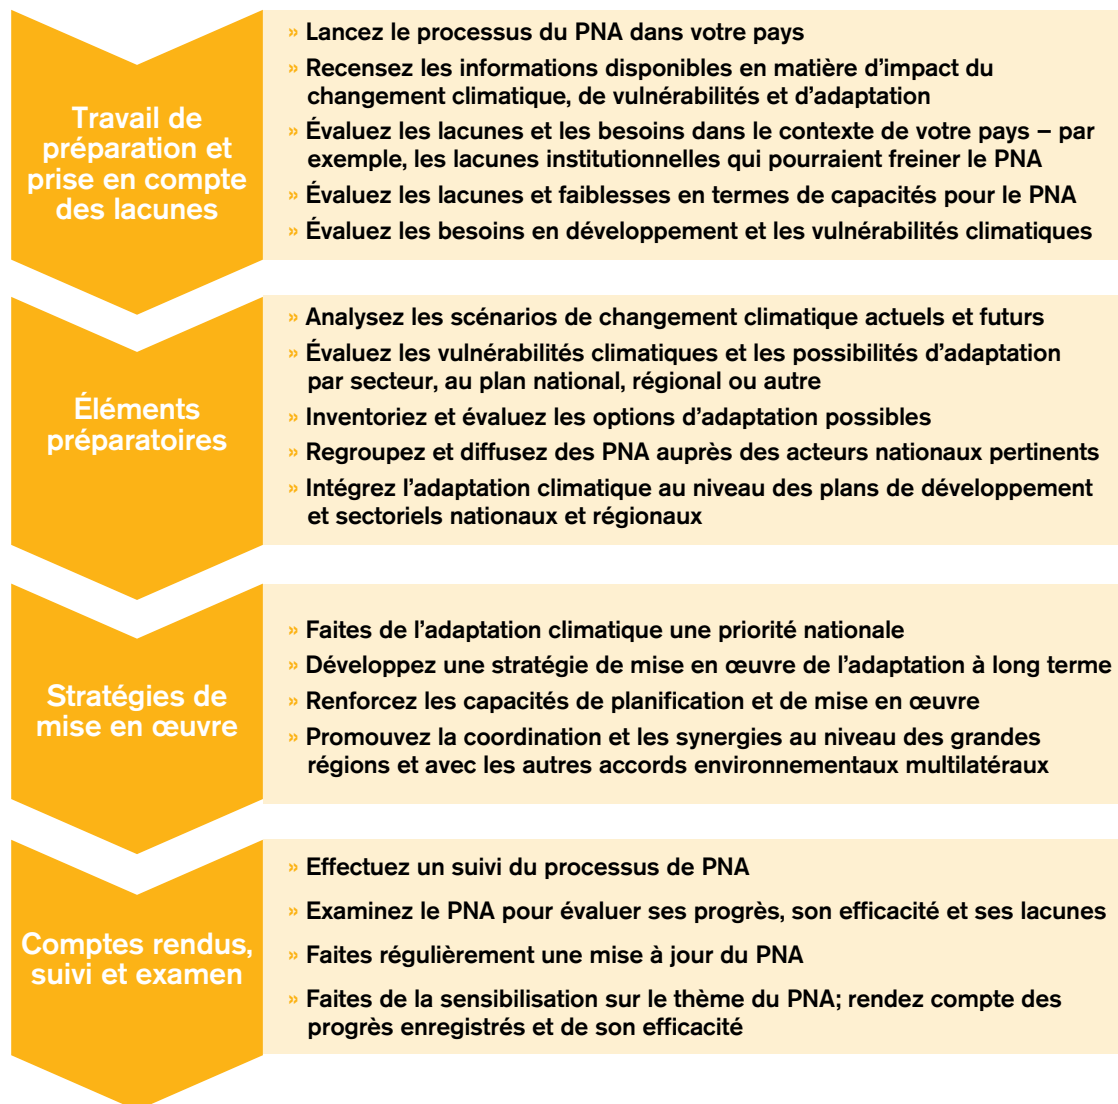 Travail de
préparation et
prise en compte
des lacunes
» Lancez le processus du PNA dans votre pays
» Recensez les informations disponibles en matière d'impact du
changement climatique, de vulnérabilités et d'adaptation
» Évaluez les lacunes et les besoins dans le contexte de votre pays – par
exemple, les lacunes institutionnelles qui pourraient freiner le PNA
» Évaluez les lacunes et faiblesses en termes de capacités pour le PNA
» Évaluez les besoins en développement et les vulnérabilités climatiques
Éléments
préparatoires
» Analysez les scénarios de changement climatique actuels et futurs
» Évaluez les vulnérabilités climatiques et les possibilités d'adaptation
par secteur, au plan national, régional ou autre
» Inventoriez et évaluez les options d'adaptation possibles
» Regroupez et diffusez des PNA auprès des acteurs nationaux pertinents
» Intégrez l'adaptation climatique au niveau des plans de développement
et sectoriels nationaux et régionaux
Stratégies de
mise en œuvre
» Faites de l'adaptation climatique une priorité nationale
» Développez une stratégie de mise en œuvre de l'adaptation à long terme
» Renforcez les capacités de planification et de mise en œuvre
» Promouvez la coordination et les synergies au niveau des grandes
régions et avec les autres accords environnementaux multilatéraux
Comptes rendus,
suivi et examen
» Effectuez un suivi du processus de PNA
» Examinez le PNA pour évaluer ses progrès, son efficacité et ses lacunes
» Faites régulièrement une mise à jour du PNA
» Faites de la sensibilisation sur le thème du PNA; rendez compte des
progrès enregistrés et de son efficacité